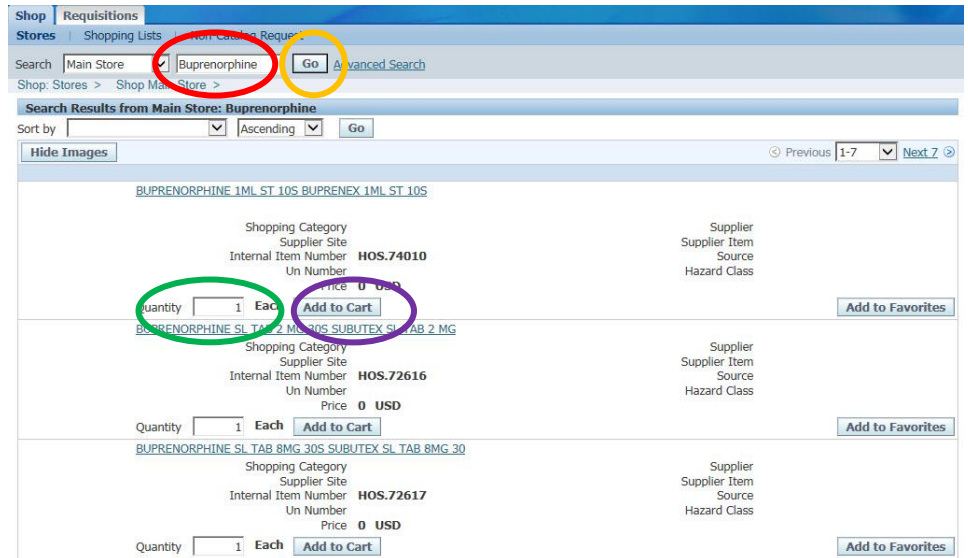 Shop Requisitions
Stores | Shopping Lists | Non-Catalog Request
Search Main Store Buprenorphine Go Advanced Search
Shop: Stores > Shop Main Store >
Search Results from Main Store: Buprenorphine
Sort by Ascending Go
Hide Images Previous 1-7 Next 7
BUPRENORPHINE 1ML ST 10S BUPRENEX 1ML ST 10S
Shopping Category Supplier
Supplier Site Supplier Item
Internal Item Number HOS.74010 Source
Un Number Hazard Class
Price 0 USD
Quantity 1 Each Add to Cart Add to Favorites
BUPRENORPHINE SL TAB 2 MG 30S SUBUTEX SL TAB 2 MG
Shopping Category Supplier
Supplier Site Supplier Item
Internal Item Number HOS.72616 Source
Un Number Hazard Class
Price 0 USD
Quantity 1 Each Add to Cart Add to Favorites
BUPRENORPHINE SL TAB 8MG 30S SUBUTEX SL TAB 8MG 30
Shopping Category Supplier
Supplier Site Supplier Item
Internal Item Number HOS.72617 Source
Un Number Hazard Class
Price 0 USD
Quantity 1 Each Add to Cart Add to Favorites